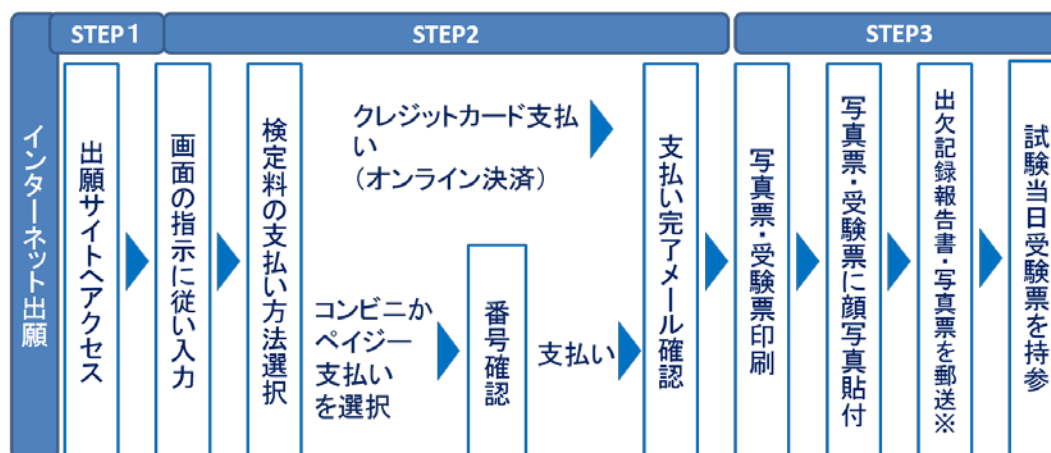 STEP1
STEP2
STEP3
インターネット出願
出願サイトへアクセス
画面の指示に従い入力
検定料の支払い方法選択
クレジットカード支払
い
（オンライン決済）
コンビニか
ペイジー
支払い
を選択
番号確認
支払い
支払い完了メール確認
写真票・受験票印刷
写真票・受験票に顔写真貼付
出欠記録報告書・写真票を郵送※
試験当日受験票を持参